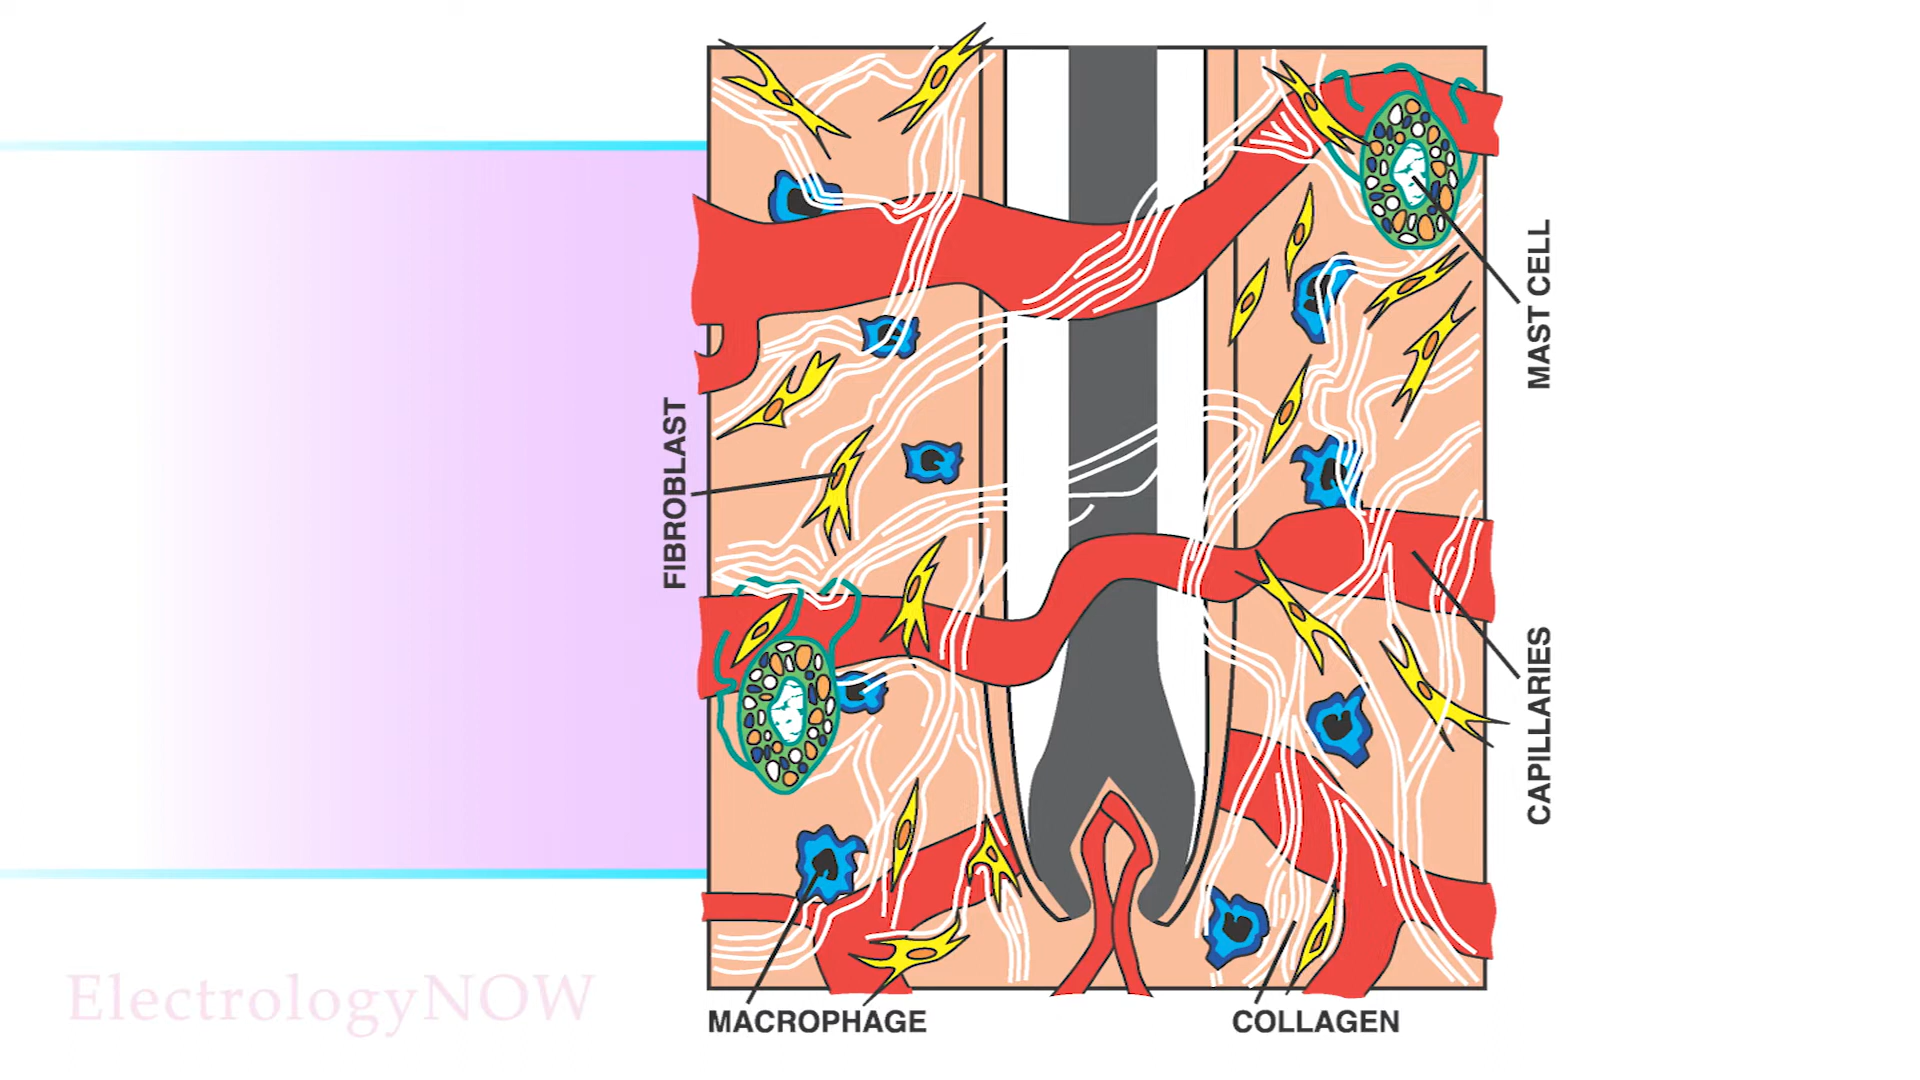 MAST CELL
FIBROBLAST
CAPILLARIES
ElectrologyNOW
MACROPHAGE
COLLAGEN